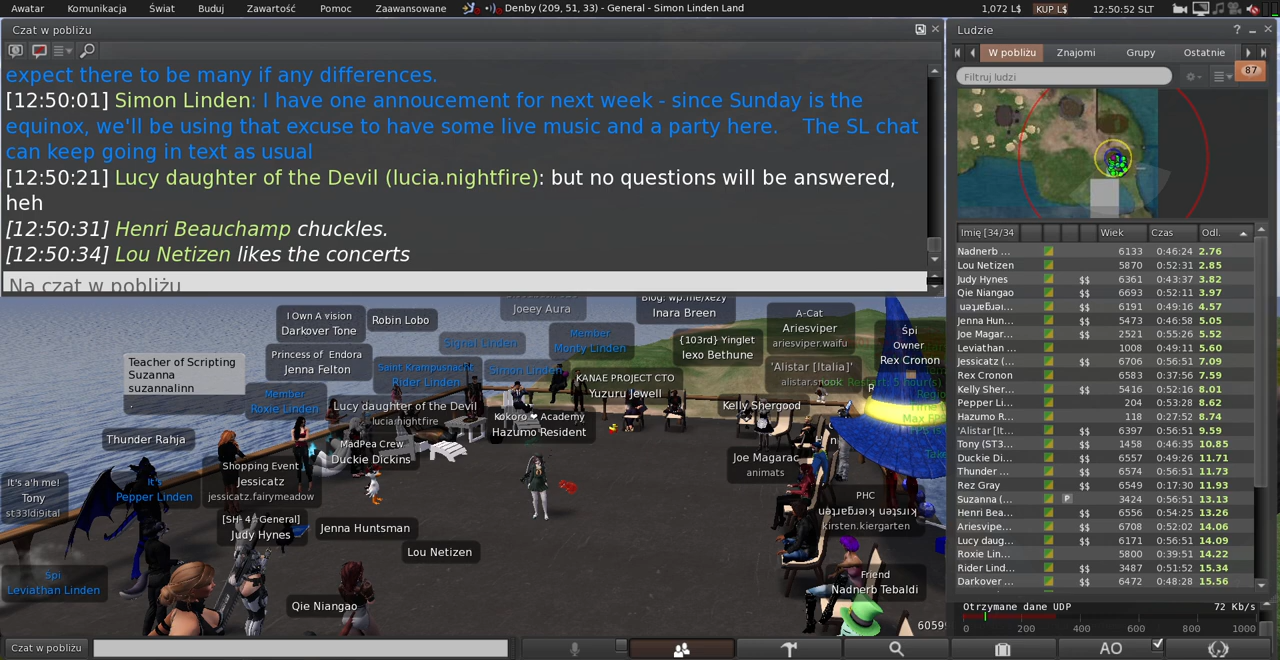 Awatar Komunikacja Świat Buduj Zawartość Pomoc Zaawansowane Denby (209, 51, 33) - General - Simon Linden Land 1,072 L$ KUP L$ 12:50:52 SLT
Czat w pobliżu
expect there to be many if any differences.
[12:50:01] Simon Linden: I have one annoucement for next week - since Sunday is the
equinox, we'll be using that excuse to have some live music and a party here. The SL chat
can keep going in text as usual
[12:50:21] Lucy daughter of the Devil (lucia.nightfire): but no questions will be answered,
heh
[12:50:31] Henri Beauchamp chuckles.
[12:50:34] Lou Netizen likes the concerts
Na czat w pobliżu
Joeey Aura
Blog: wp.me/xezy
Inara Breen
I Own A vision
Darkover Tone
Robin Lobo
A-Cat
Ariesviper
ariesviper.waifu
Member
Monty Linden
Signal Linden
{103rd} Yinglet
Iexo Bethune
Śpi
Owner
Rex Cronon
Teacher of Scripting
Suzanna
suzannalinn
.
Princess of Endora
Jenna Felton
Saint Krampusnacht
Rider Linden
Simon Linden
KANAE PROJECT CTO
Yuzuru Jewell
'Alistar [Italia]'
alistar.snook
Member
Roxie Linden
Lucy daughter of the Devil
lucia.nightfire
Kokoro ❤ Academy
Hazumo Resident
Kelly Shergood
Thunder Rahja
MadPea Crew
Duckie Dickins
Joe Magarac
animats
Shopping Event
Jessicatz
jessicatz.fairymeadow
It's a'h me!
Tony
st33ldi9ital
It's
Pepper Linden
PHC
kirsten.kiergarten
[SH- 4☆General]
Judy Hynes
Jenna Huntsman
Lou Netizen
Śpi
Leviathan Linden
Friend
Nadnerb Tebaldi
Qie Niangao
6059
Czat w pobliżu
Ludzie
W pobliżu Znajomi Grupy Ostatnie
Filtruj ludzi
87
Imię [34/34 Wiek Czas Odl.
Nadnerb ... 6133 0:46:24 2.76
Lou Netizen 5870 0:52:31 2.85
Judy Hynes $$ 6361 0:43:37 3.82
Qie Niangao $$ 6693 0:52:11 3.97
$$ 6191 0:49:16 4.57
Jenna Hun... $$ 5473 0:46:58 5.05
Joe Magar... $$ 2521 0:55:26 5.52
Leviathan ... 1008 0:49:11 5.60
Jessicatz ( $$ 6706 0:56:51 7.09
Rex Cronon 6583 0:37:56 7.59
Kelly Sher... $$ 5416 0:52:16 8.01
Pepper Li... 204 0:53:28 8.62
Hazumo R... 118 0:27:52 8.74
'Alistar [It... $$ 6397 0:56:51 9.59
Tony (ST3... $$ 1458 0:46:35 10.85
Duckie Di... $$ 6557 0:49:26 11.71
Thunder ... $$ 6574 0:56:51 11.73
Rez Gray $$ 6549 0:17:30 11.93
Suzanna (... P 3424 0:56:51 13.13
Henri Bea... $$ 6556 0:54:25 13.26
Ariesvipe... $$ 6708 0:52:02 14.06
Lucy daug... $$ 6171 0:56:51 14.09
Roxie Lin... 5800 0:39:51 14.22
Rider Lind... $$ 3487 0:51:52 15.34
Darkover ... $$ 6472 0:48:28 15.56
Otrzymane dane UDP 72 Kb/s
0 200 400 600 800 1000
AO